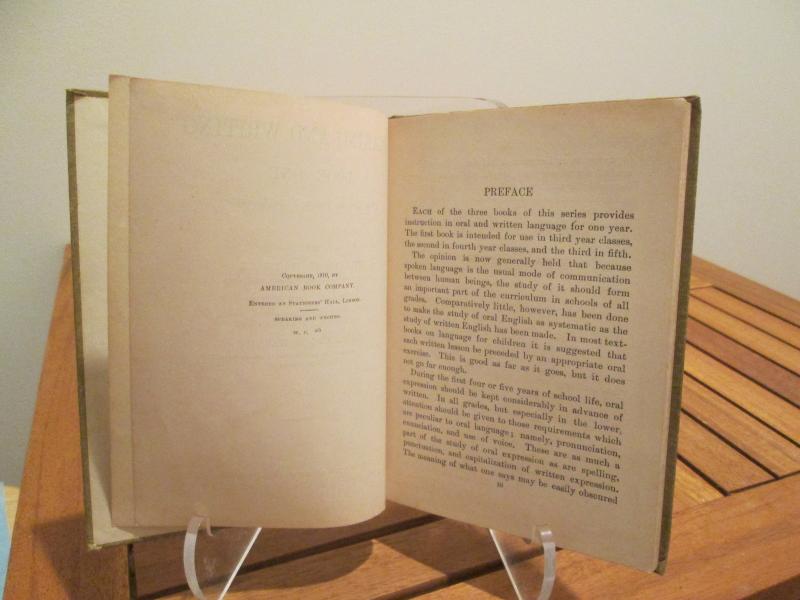 COPYRIGHT, 1910, BY
AMERICAN BOOK COMPANY.
ENTERED AT STATIONERS' HALL, LONDON.
SPEAKING AND WRITING.
W. P.
PREFACE
EACH of the three books of this series provides
instruction in oral and written language for one year.
The first book is intended for use in third year classes,
the second in fourth year classes, and the third in fifth.
The opinion is now generally held that because
spoken language is the usual mode of communication
between human beings, the study of it should form
an important part of the curriculum in schools of all
grades. Comparatively little, however, has been done
to make the study of oral English as systematic as the
study of written English has been made. In most text-
books on language for children it is suggested that
each written lesson be preceded by an appropriate oral
exercise. This is good as far as it goes, but it does
not go far enough.
During the first four or five years of school life, oral
expression should be kept considerably in advance of
written. In all grades, but especially in the lower,
attention should be given to those requirements which
are peculiar to oral language; namely, pronunciation,
enunciation, and use of voice. These are as much a
part of the study of oral expression as are spelling,
punctuation, and capitalization of written expression.
The meaning of what one says may be easily obscured
iii